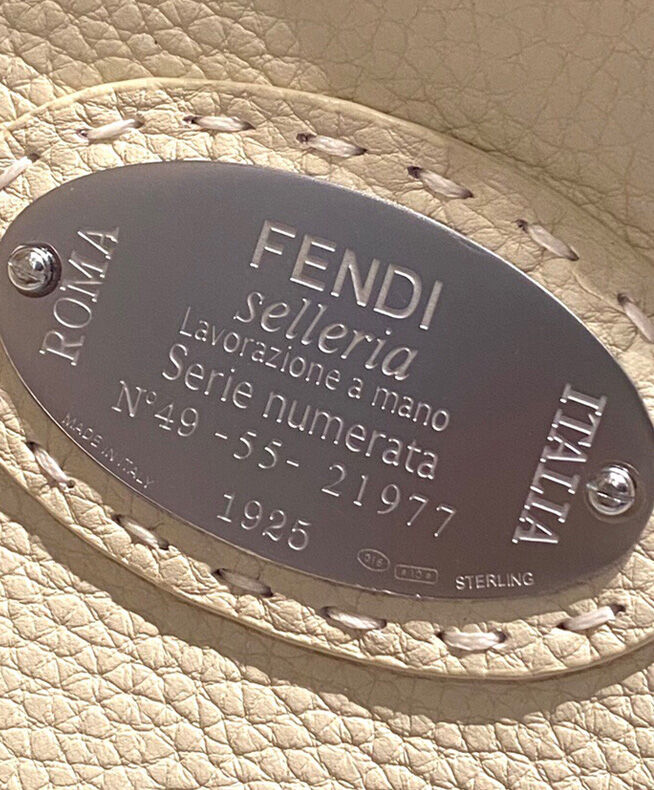 FENDI
selleria
Lavorazione a mano
Serie numerata
N°49 -55- 21977
1925
ROMA
ITALIA
MADE IN ITALY
STERLING